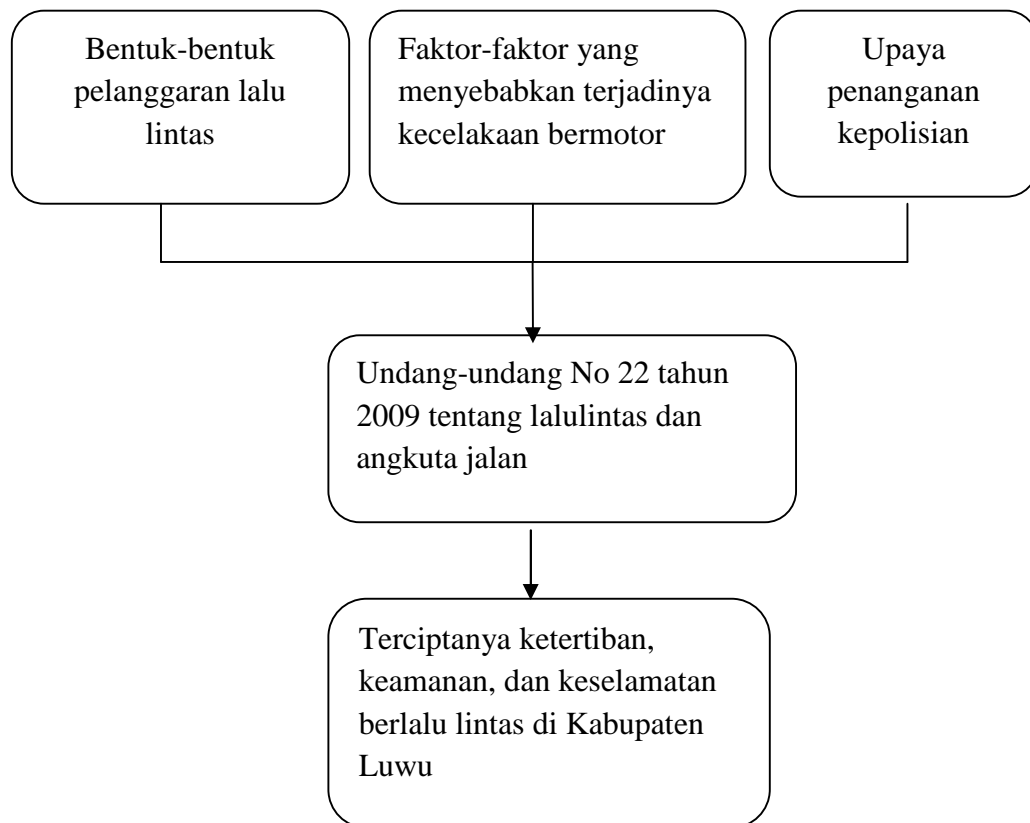 Bentuk-bentuk
pelanggaran lalu
lintas
Faktor-faktor yang
menyebabkan terjadinya
kecelakaan bermotor
Upaya
penanganan
kepolisian
Undang-undang No 22 tahun
2009 tentang lalulintas dan
angkuta jalan
Terciptanya ketertiban,
keamanan, dan keselamatan
berlalu lintas di Kabupaten
Luwu